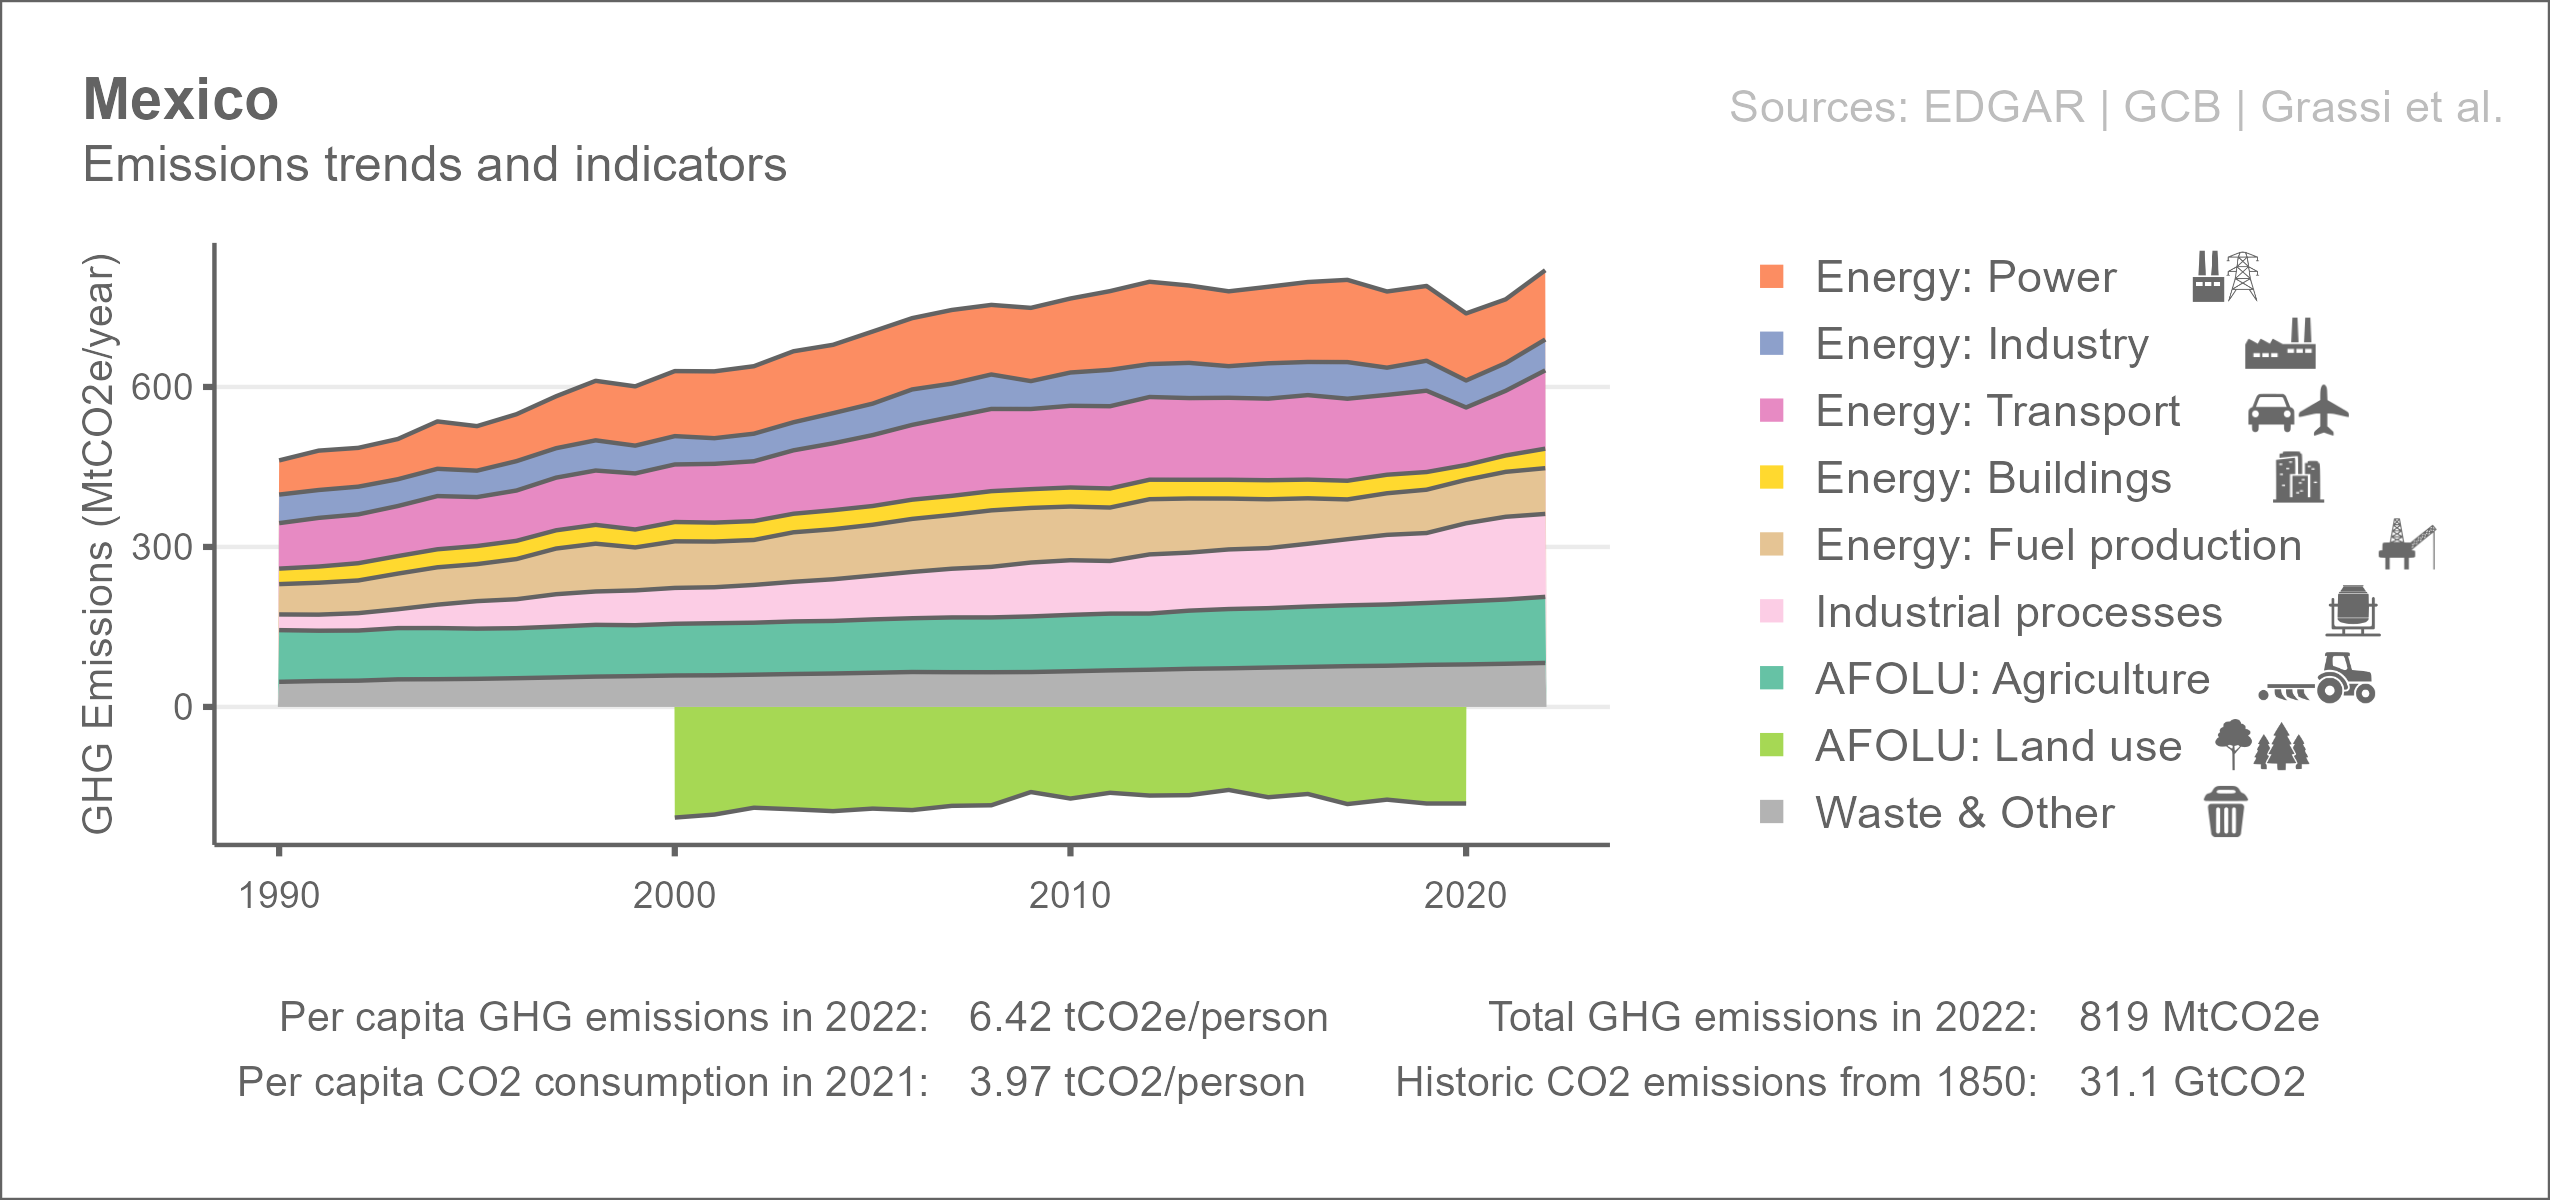 Mexico
Sources: EDGAR | GCB | Grassi et al.
Emissions trends and indicators
GHG Emissions (MtCO2e/year)
600
300
0
1990
2000
2010
2020
Energy: Power
Energy: Industry
Energy: Transport
Energy: Buildings
Energy: Fuel production
Industrial processes
AFOLU: Agriculture
AFOLU: Land use
Waste & Other
Per capita GHG emissions in 2022: 6.42 tCO2e/person
Total GHG emissions in 2022: 819 MtCO2e
Per capita CO2 consumption in 2021: 3.97 tCO2/person
Historic CO2 emissions from 1850: 31.1 GtCO2